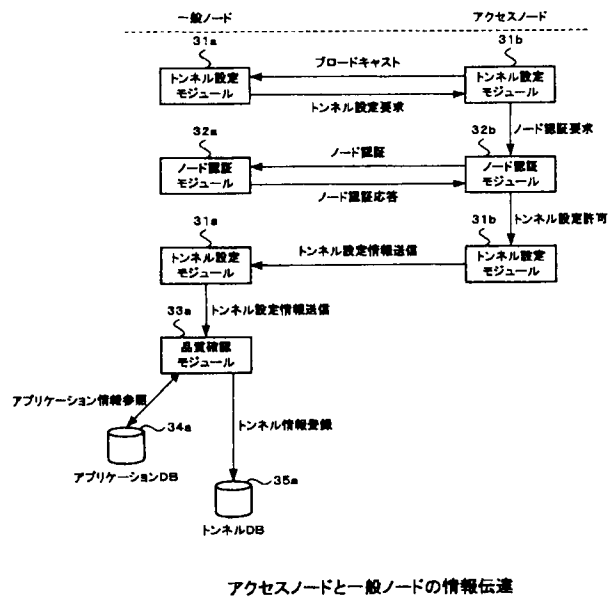 一般ノード
アクセスノード
31a
31b
トンネル設定
モジュール
ブロードキャスト
トンネル設定要求
トンネル設定
モジュール
ノード認証要求
32a
32b
ノード認証
モジュール
ノード認証
ノード認証応答
ノード認証
モジュール
トンネル設定許可
31a
31b
トンネル設定
モジュール
トンネル設定情報送信
トンネル設定
モジュール
トンネル設定情報送信
33a
品質確認
モジュール
アプリケーション情報参照
トンネル情報登録
34a
アプリケーションDB
35a
トンネルDB
アクセスノードと一般ノードの情報伝達